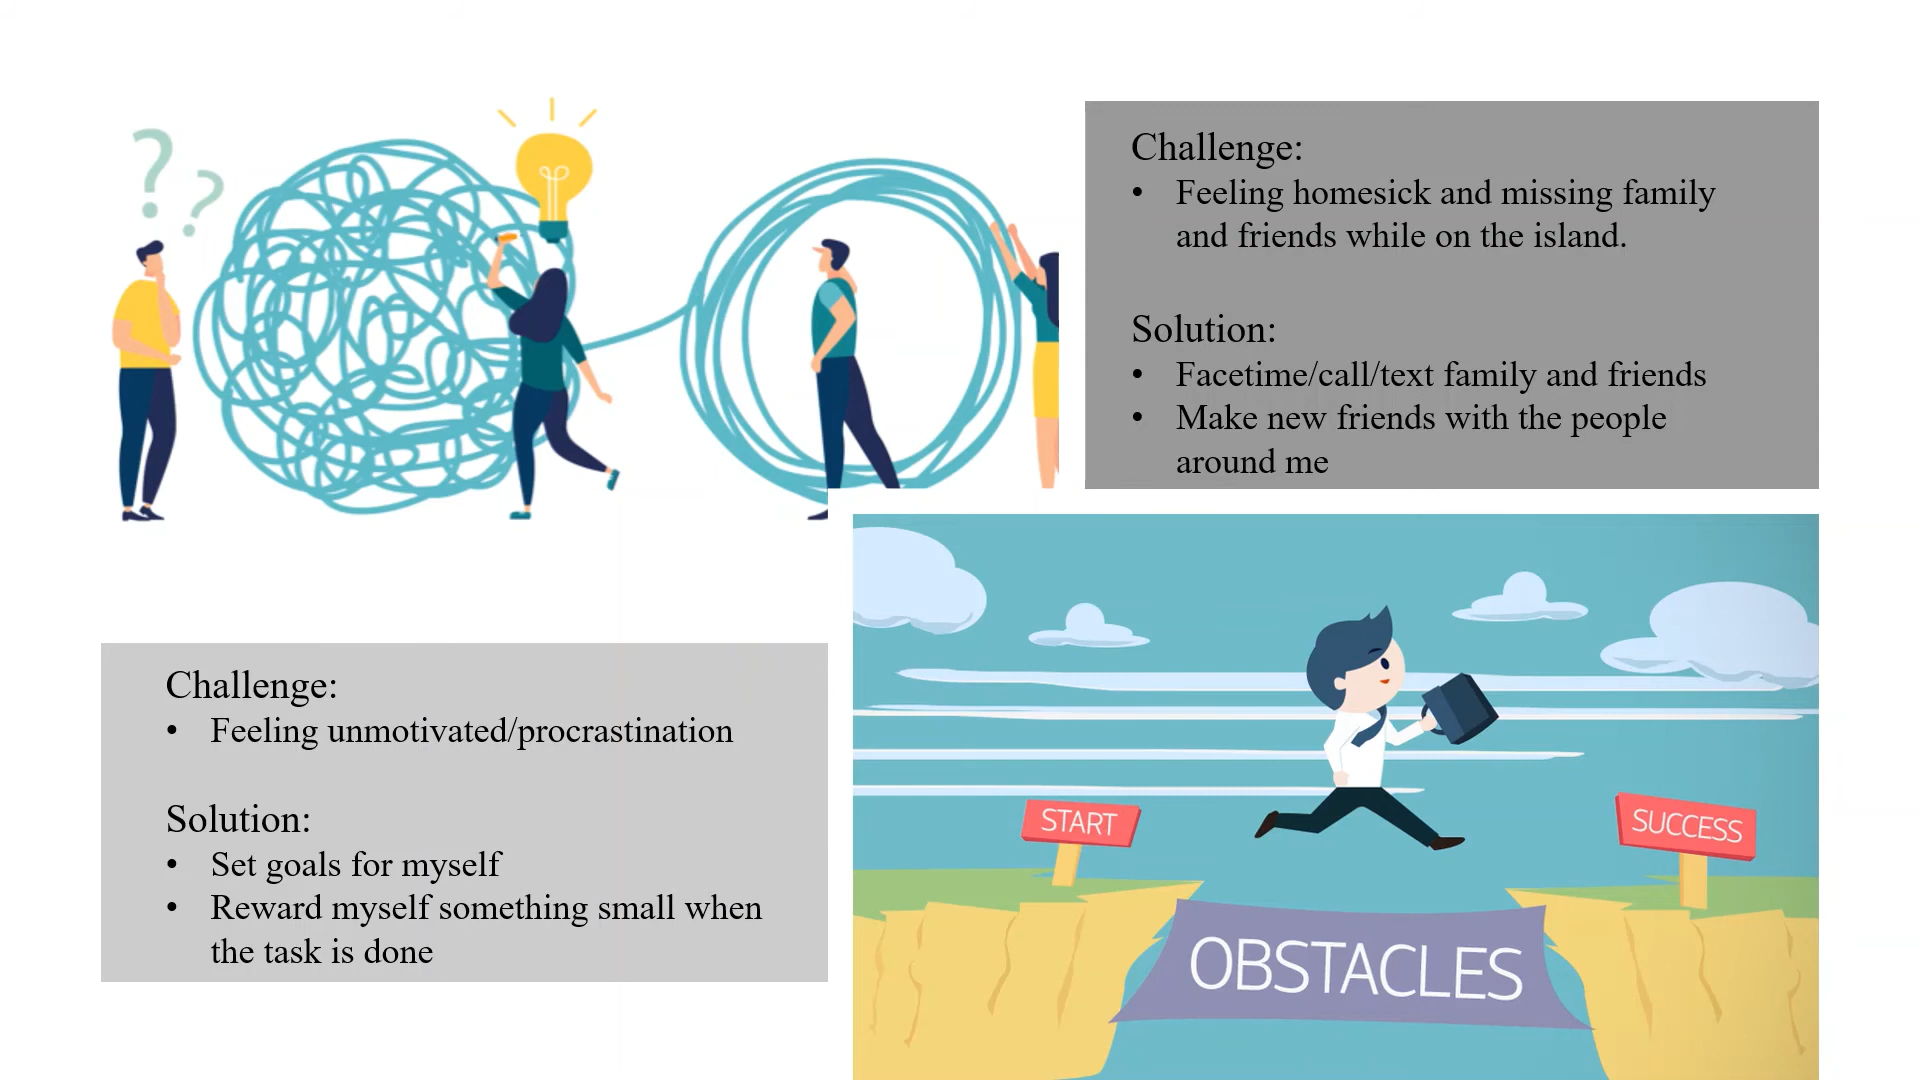 ? ?
Challenge:
• Feeling homesick and missing family
and friends while on the island.
Solution:
• Facetime/call/text family and friends
• Make new friends with the people
around me
Challenge:
• Feeling unmotivated/procrastination
Solution:
• Set goals for myself
• Reward myself something small when
the task is done
START
SUCCESS
OBSTACLES